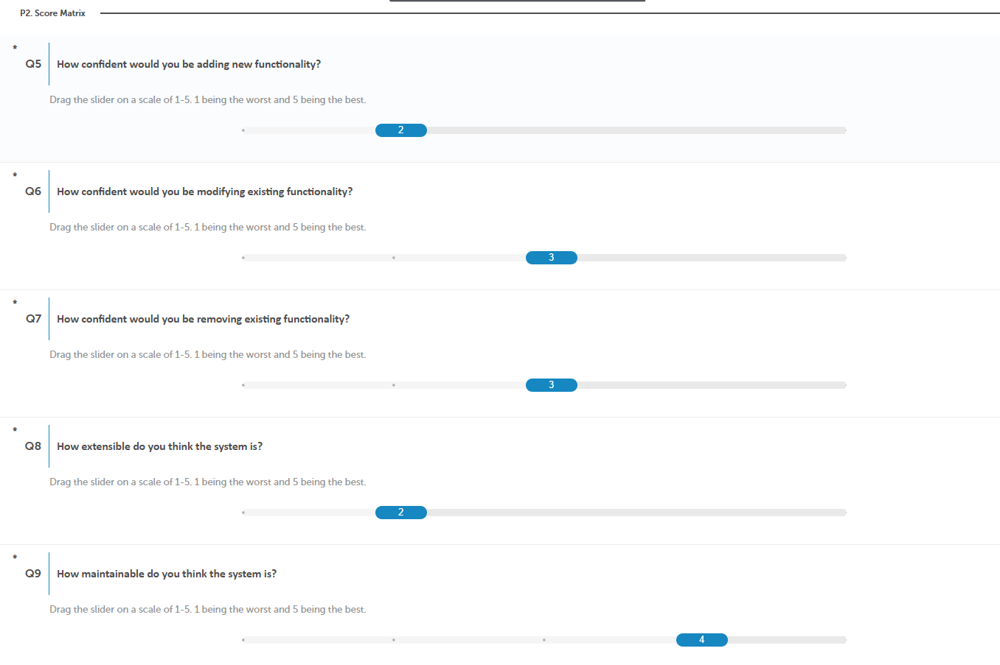 P2. Score Matrix
*
Q5 How confident would you be adding new functionality?
Drag the slider on a scale of 1-5. 1 being the worst and 5 being the best.
2
*
Q6 How confident would you be modifying existing functionality?
Drag the slider on a scale of 1-5. 1 being the worst and 5 being the best.
3
*
Q7 How confident would you be removing existing functionality?
Drag the slider on a scale of 1-5. 1 being the worst and 5 being the best.
3
*
Q8 How extensible do you think the system is?
Drag the slider on a scale of 1-5. 1 being the worst and 5 being the best.
2
*
Q9 How maintainable do you think the system is?
Drag the slider on a scale of 1-5. 1 being the worst and 5 being the best.
4